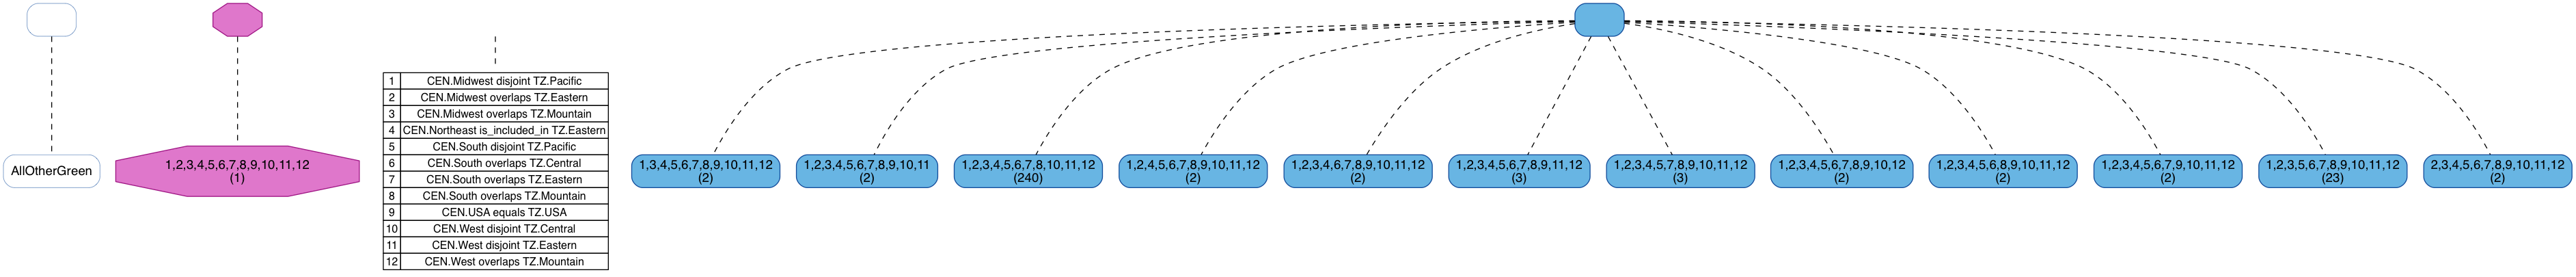 AllOtherGreen
1,2,3,4,5,6,7,8,9,10,11,12
(1)
1 CEN.Midwest disjoint TZ.Pacific
2 CEN.Midwest overlaps TZ.Eastern
3 CEN.Midwest overlaps TZ.Mountain
4 CEN.Northeast is_included_in TZ.Eastern
5 CEN.South disjoint TZ.Pacific
6 CEN.South overlaps TZ.Central
7 CEN.South overlaps TZ.Eastern
8 CEN.South overlaps TZ.Mountain
9 CEN.USA equals TZ.USA
10 CEN.West disjoint TZ.Central
11 CEN.West disjoint TZ.Eastern
12 CEN.West overlaps TZ.Mountain
1,3,4,5,6,7,8,9,10,11,12
(2)
1,2,3,4,5,6,7,8,9,10,11
(2)
1,2,3,4,5,6,7,8,10,11,12
(240)
1,2,4,5,6,7,8,9,10,11,12
(2)
1,2,3,4,6,7,8,9,10,11,12
(2)
1,2,3,4,5,6,7,8,9,11,12
(3)
1,2,3,4,5,7,8,9,10,11,12
(3)
1,2,3,4,5,6,7,8,9,10,12
(2)
1,2,3,4,5,6,8,9,10,11,12
(2)
1,2,3,4,5,6,7,9,10,11,12
(2)
1,2,3,5,6,7,8,9,10,11,12
(23)
2,3,4,5,6,7,8,9,10,11,12
(2)